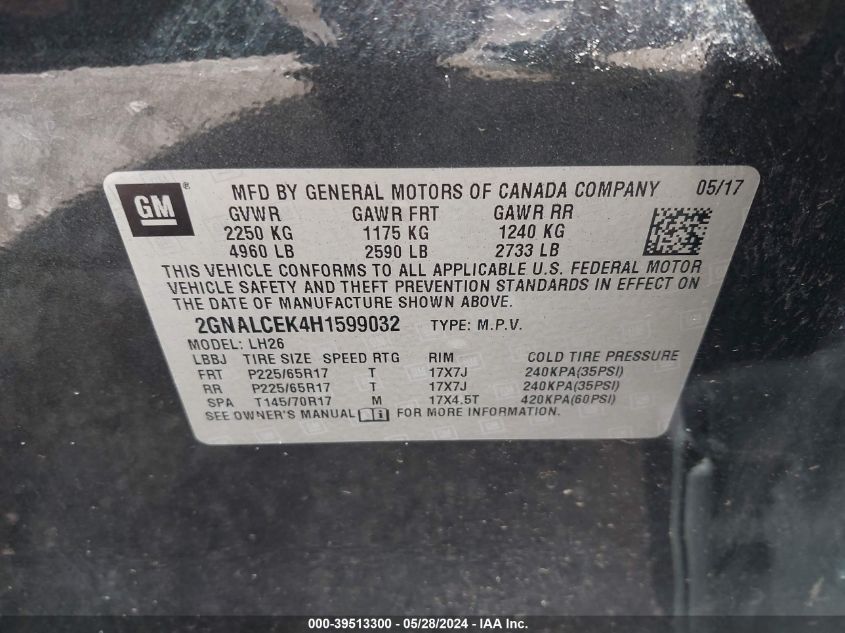 GM ® MFD BY GENERAL MOTORS OF CANADA COMPANY 05/17
GVWR GAWR FRT GAWR RR
2250 KG 1175 KG 1240 KG
4960 LB 2590 LB 2733 LB
THIS VEHICLE CONFORMS TO ALL APPLICABLE U.S. FEDERAL MOTOR
VEHICLE SAFETY AND THEFT PREVENTION STANDARDS IN EFFECT ON
THE DATE OF MANUFACTURE SHOWN ABOVE.
2GNALCEK4H1599032 TYPE: M.P.V.
MODEL: LH26
LBBJ TIRE SIZE SPEED RTG RIM COLD TIRE PRESSURE
FRT P225/65R17 T 17X7J 240KPA(35PSI)
RR P225/65R17 T 17X7J 240KPA(35PSI)
SPA T145/70R17 M 17X4.5T 420KPA(60PSI)
SEE OWNER'S MANUAL FOR MORE INFORMATION.
000-39513300 - 05/28/2024 - IAA Inc.